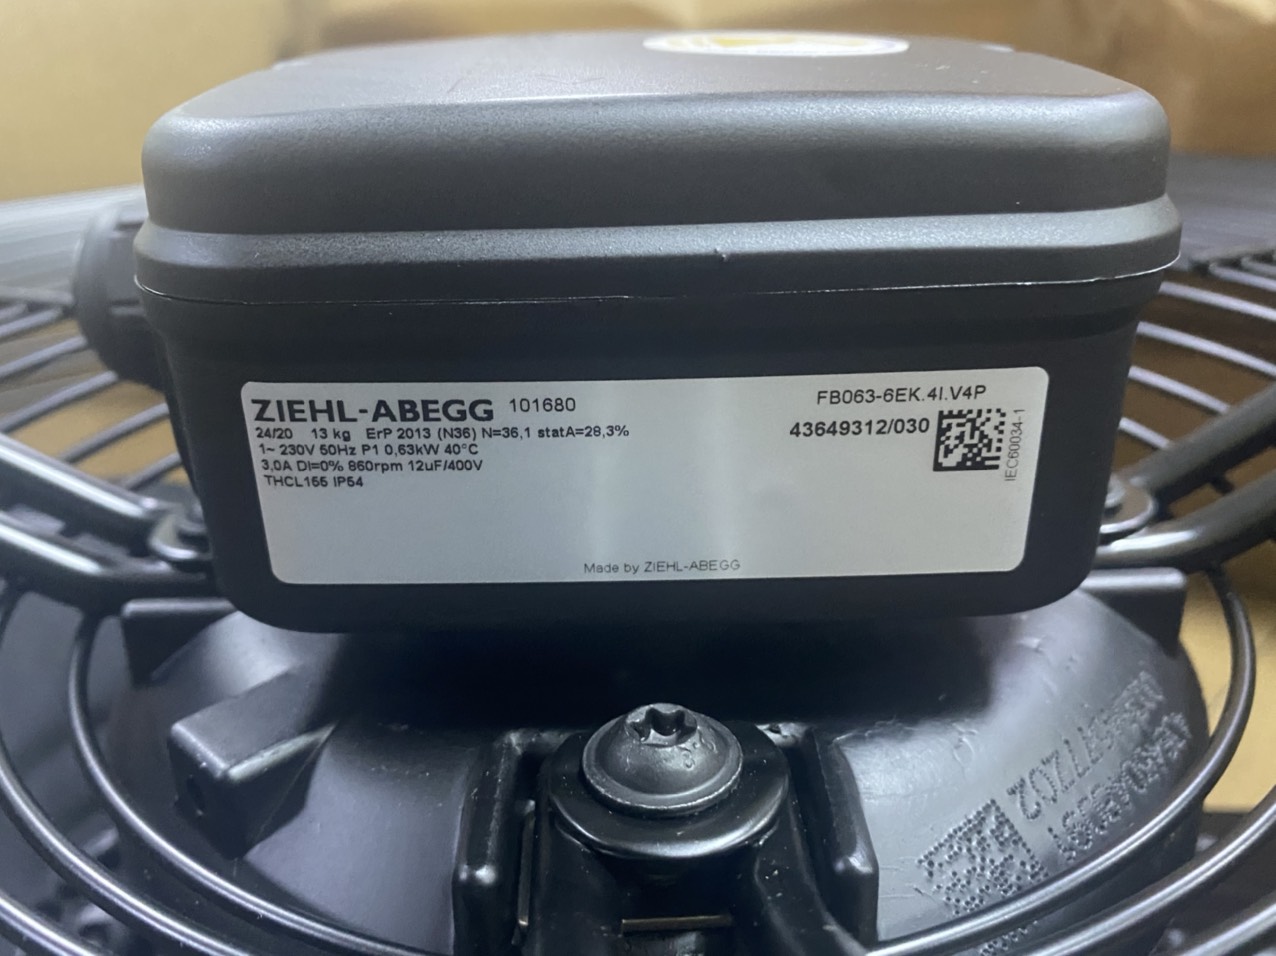 ZIEHL-ABEGG 101680
FB063-6EK.4I.V4P
24/20 13 kg ErP 2013 (N36) N=36,1 statA=28,3%
43649312/030
1~ 230V 50Hz P1 0,63kW 40°C
3,0A DI=0% 860rpm 12uF/400V
THCL155 IP54
IEC60034-1
Made by ZIEHL-ABEGG